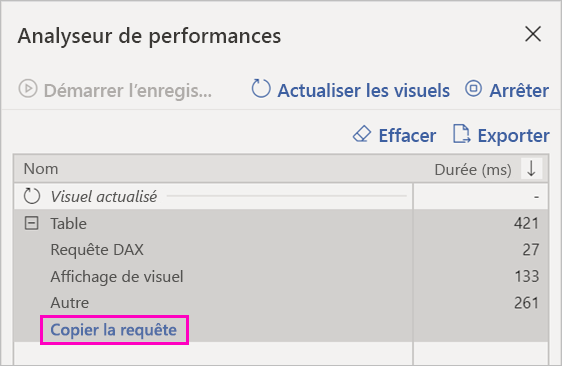 Analyseur de performances
Démarrer l'enregis... Actualiser les visuels Arrêter
Effacer Exporter
Nom Durée (ms)
Visuel actualisé -
Table 421
Requête DAX 27
Affichage de visuel 133
Autre 261
Copier la requête